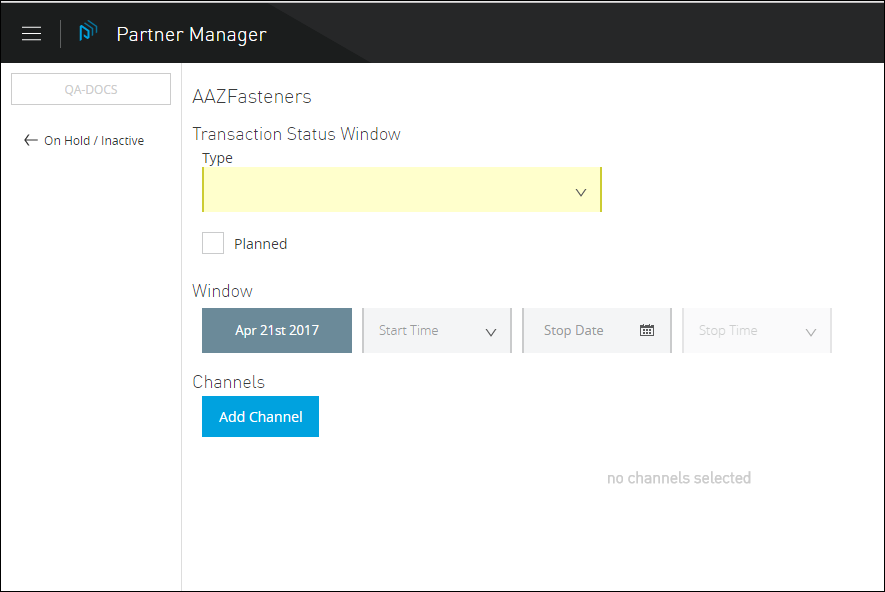 Partner Manager
QA-DOCS
On Hold / Inactive
AAZFasteners
Transaction Status Window
Type
Planned
Window
Apr 21st 2017
Start Time
Stop Date
Stop Time
Channels
Add Channel
no channels selected